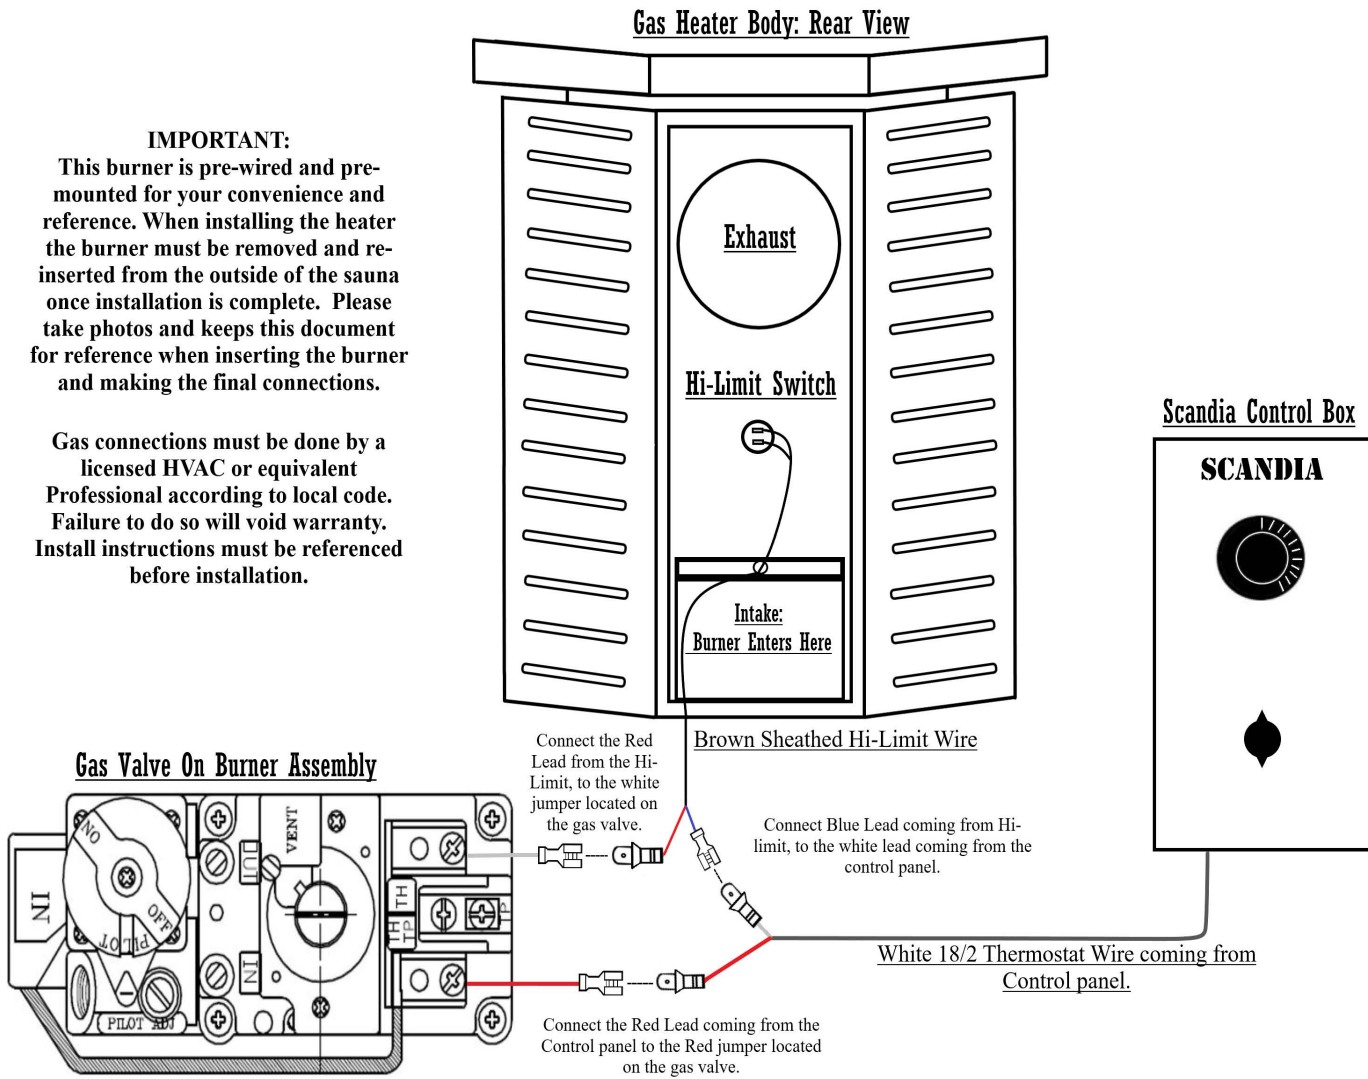 Gas Heater Body: Rear View
IMPORTANT:
This burner is pre-wired and pre-
mounted for your convenience and
reference. When installing the heater
the burner must be removed and re-
inserted from the outside of the sauna
once installation is complete.  Please
take photos and keeps this document
for reference when inserting the burner
and making the final connections.
Gas connections must be done by a
licensed HVAC or equivalent
Professional according to local code.
Failure to do so will void warranty.
Install instructions must be referenced
before installation.
Exhaust
Hi-Limit Switch
Intake:
Burner Enters Here
Scandia Control Box
SCANDIA
Brown Sheathed Hi-Limit Wire
Connect the Red
Lead from the Hi-
Limit, to the white
jumper located on
the gas valve.
Connect Blue Lead coming from Hi-
limit, to the white lead coming from the
control panel.
White 18/2 Thermostat Wire coming from
Control panel.
Connect the Red Lead coming from the
Control panel to the Red jumper located
on the gas valve.
Gas Valve On Burner Assembly
IN
NO
OFF
PILOT
PILOT ADJ
OUT
IN
VENT
TH
TH
TP
TP